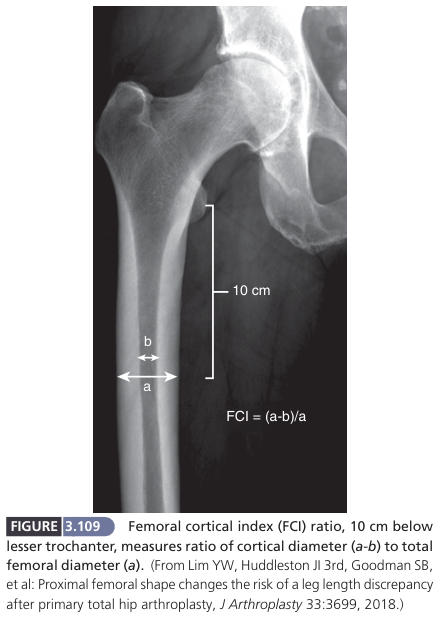 10 cm
b
a
FCI = (a-b)/a
FIGURE 3.109 Femoral cortical index (FCI) ratio, 10 cm below
lesser trochanter, measures ratio of cortical diameter (a-b) to total
femoral diameter (a). (From Lim YW, Huddleston JI 3rd, Goodman SB,
et al: Proximal femoral shape changes the risk of a leg length discrepancy
after primary total hip arthroplasty, J Arthroplasty 33:3699, 2018.)